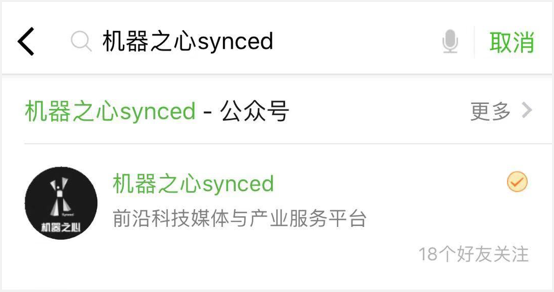 机器之心synced
取消
机器之心synced - 公众号
更多
Synced
机器之心
机器之心synced
前沿科技媒体与产业服务平台
18个好友关注